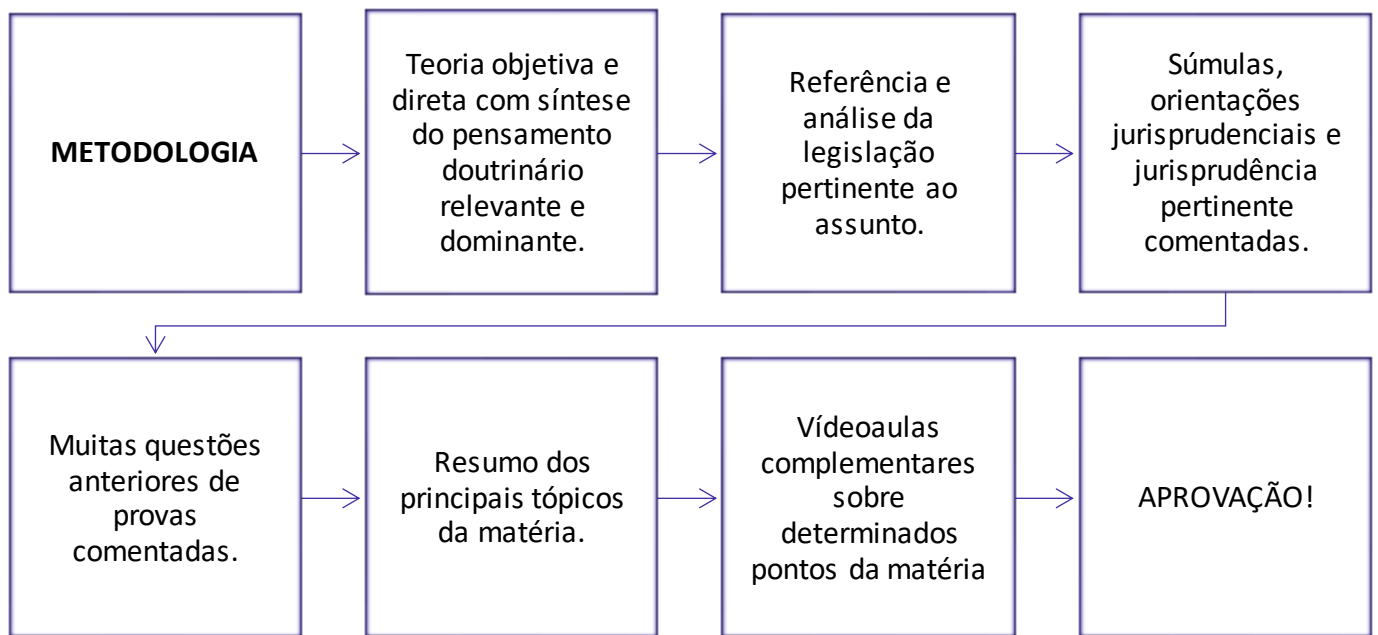 METODOLOGIA
Teoria objetiva e
direta com síntese
do pensamento
doutrinário
relevante e
dominante.
Referência e
análise da
legislação
pertinente ao
assunto.
Súmulas,
orientações
jurisprudenciais e
jurisprudência
pertinente
comentadas.
Muitas questões
anteriores de
provas
comentadas.
Resumo dos
principais tópicos
da matéria.
Vídeoaulas
complementares
sobre
determinados
pontos da matéria
APROVAÇÃO!